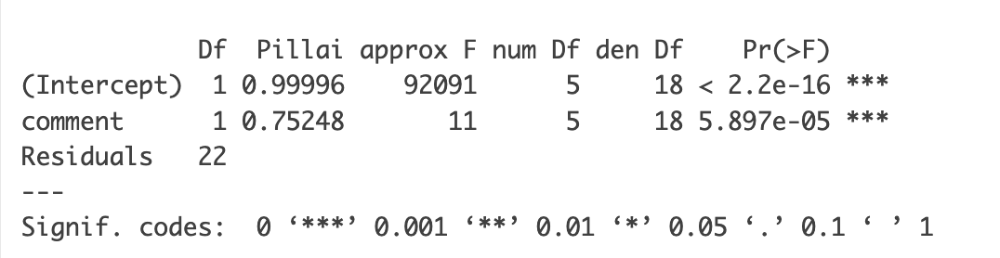 Df  Pillai approx F num Df den Df    Pr(>F)
(Intercept)  1 0.99996    92091      5     18 < 2.2e-16 ***
comment      1 0.75248       11      5     18 5.897e-05 ***
Residuals   22
---
Signif. codes:  0 ‘***’ 0.001 ‘**’ 0.01 ‘*’ 0.05 ‘.’ 0.1 ‘ ’ 1